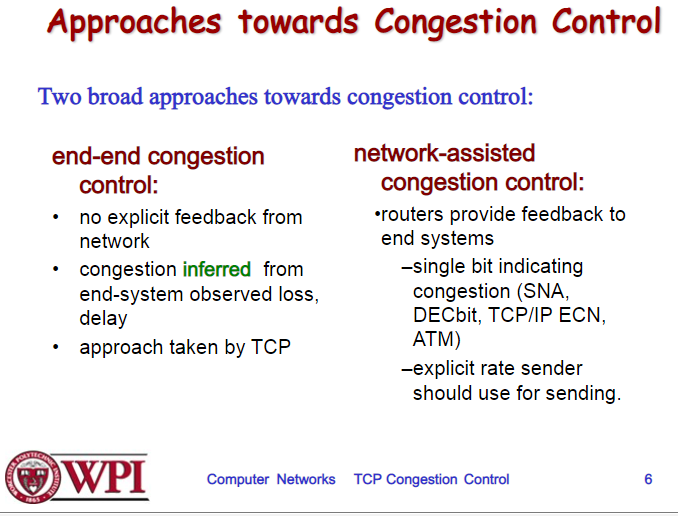 Approaches towards Congestion Control
Two broad approaches towards congestion control:
end-end congestion
control:
• no explicit feedback from
network
• congestion inferred from
end-system observed loss,
delay
• approach taken by TCP
network-assisted
congestion control:
•routers provide feedback to
end systems
–single bit indicating
congestion (SNA,
DECbit, TCP/IP ECN,
ATM)
–explicit rate sender
should use for sending.
WPI
Computer Networks TCP Congestion Control
6